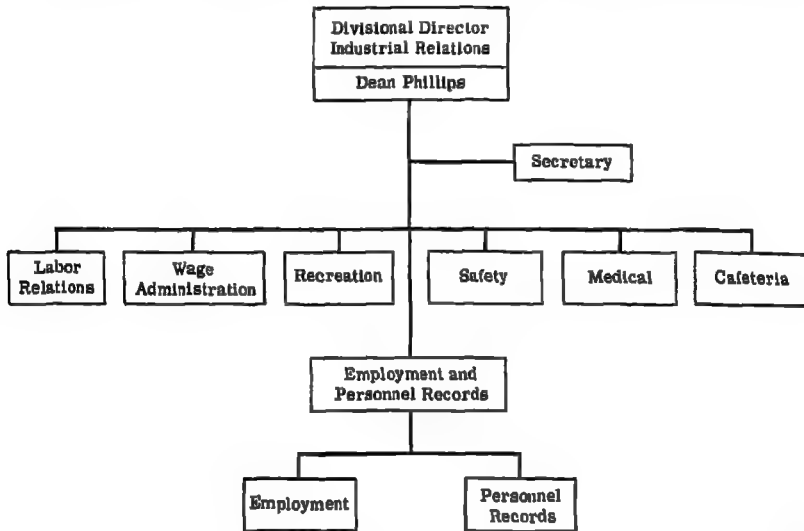 Divisional Director
Industrial Relations
Dean Phillips
Secretary
Labor
Relations
Wage
Administration
Recreation
Safety
Medical
Cafeteria
Employment and
Personnel Records
Employment
Personnel
Records